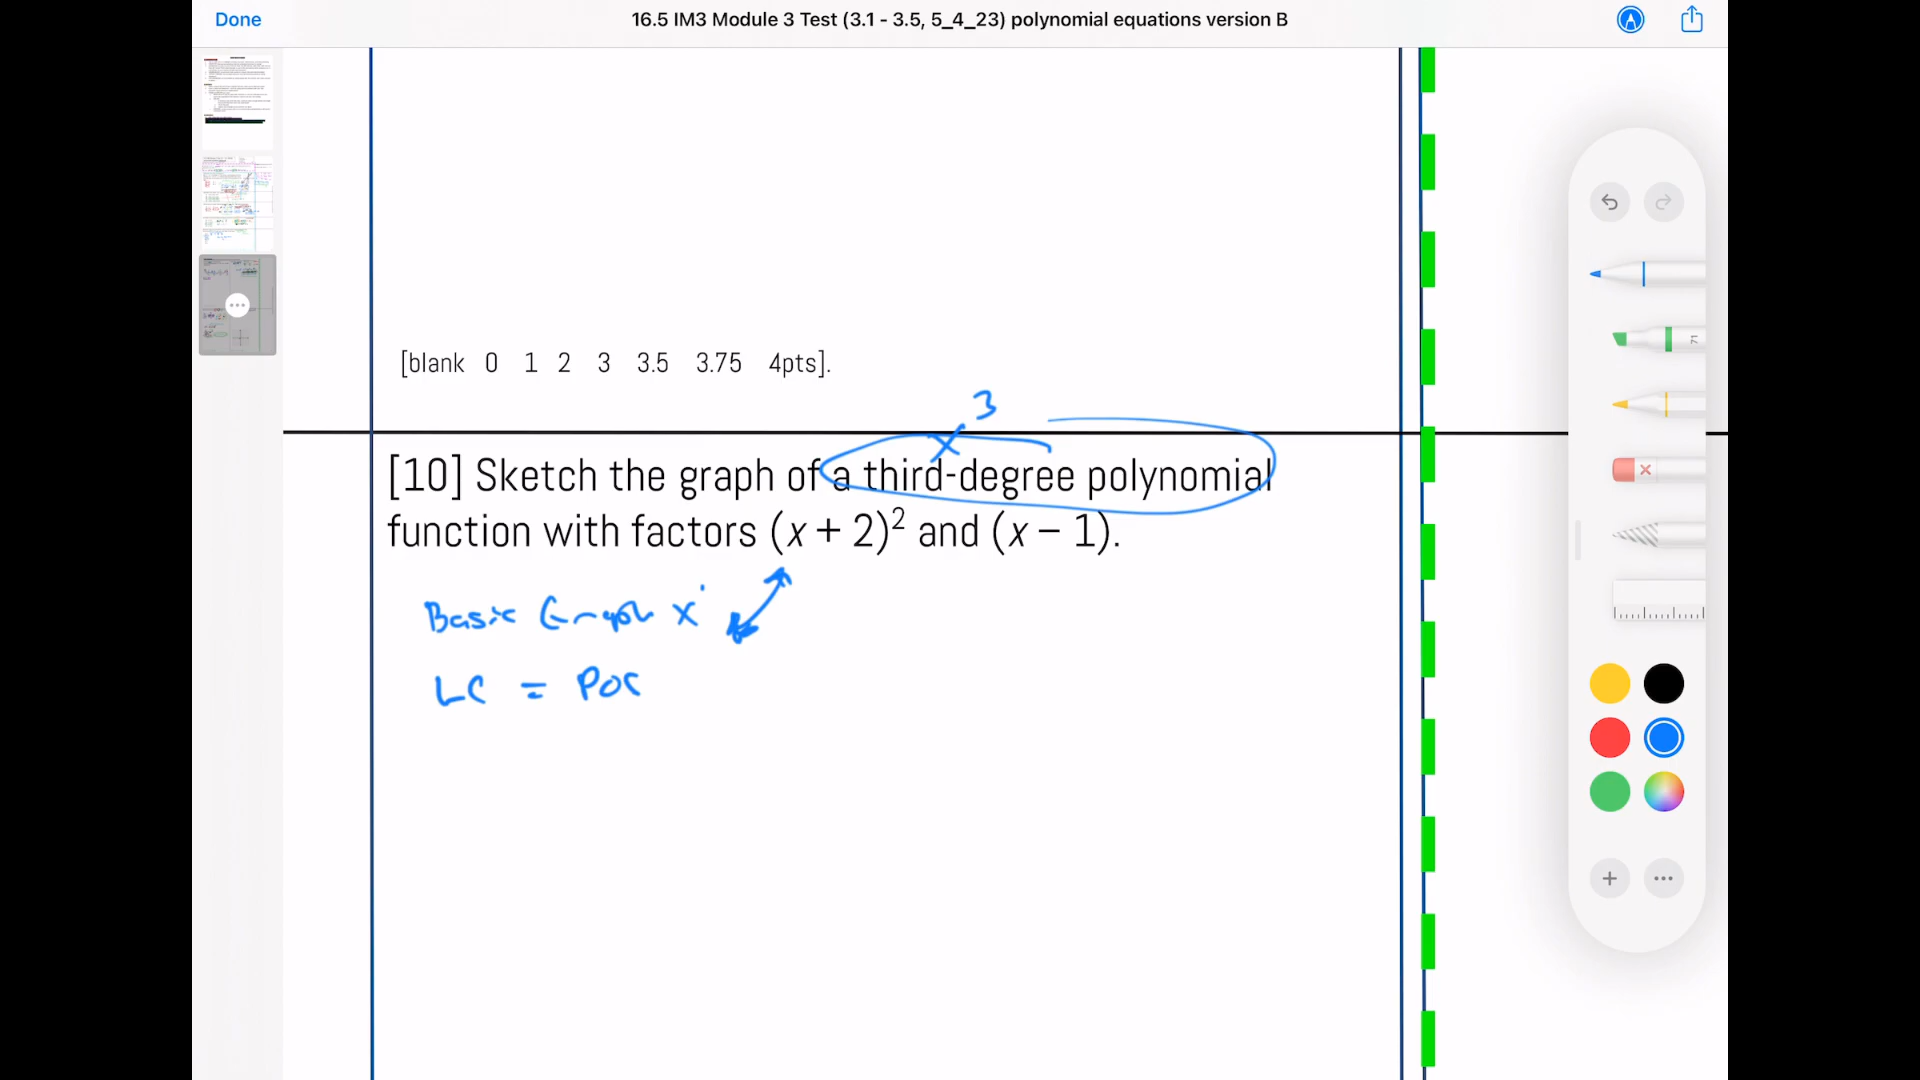 Done
16.5 IM3 Module 3 Test (3.1 - 3.5, 5_4_23) polynomial equations version B
[blank 0 1 2 3 3.5 3.75 4pts].
x³
[10] Sketch the graph of a third-degree polynomial
function with factors (x + 2)² and (x – 1).
Basic Graph x
LC = POS
71